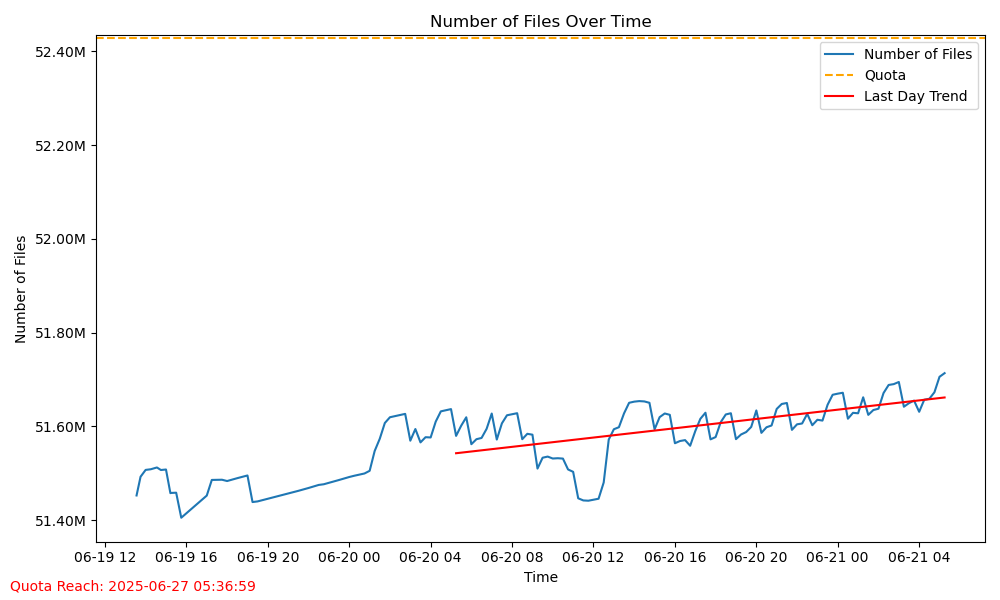 Number of Files Over Time
52.40M
52.20M
52.00M
51.80M
51.60M
51.40M
Number of Files
Number of Files
Quota
Last Day Trend
06-19 12
06-19 16
06-19 20
06-20 00
06-20 04
06-20 08
06-20 12
06-20 16
06-20 20
06-21 00
06-21 04
Time
Quota Reach: 2025-06-27 05:36:59